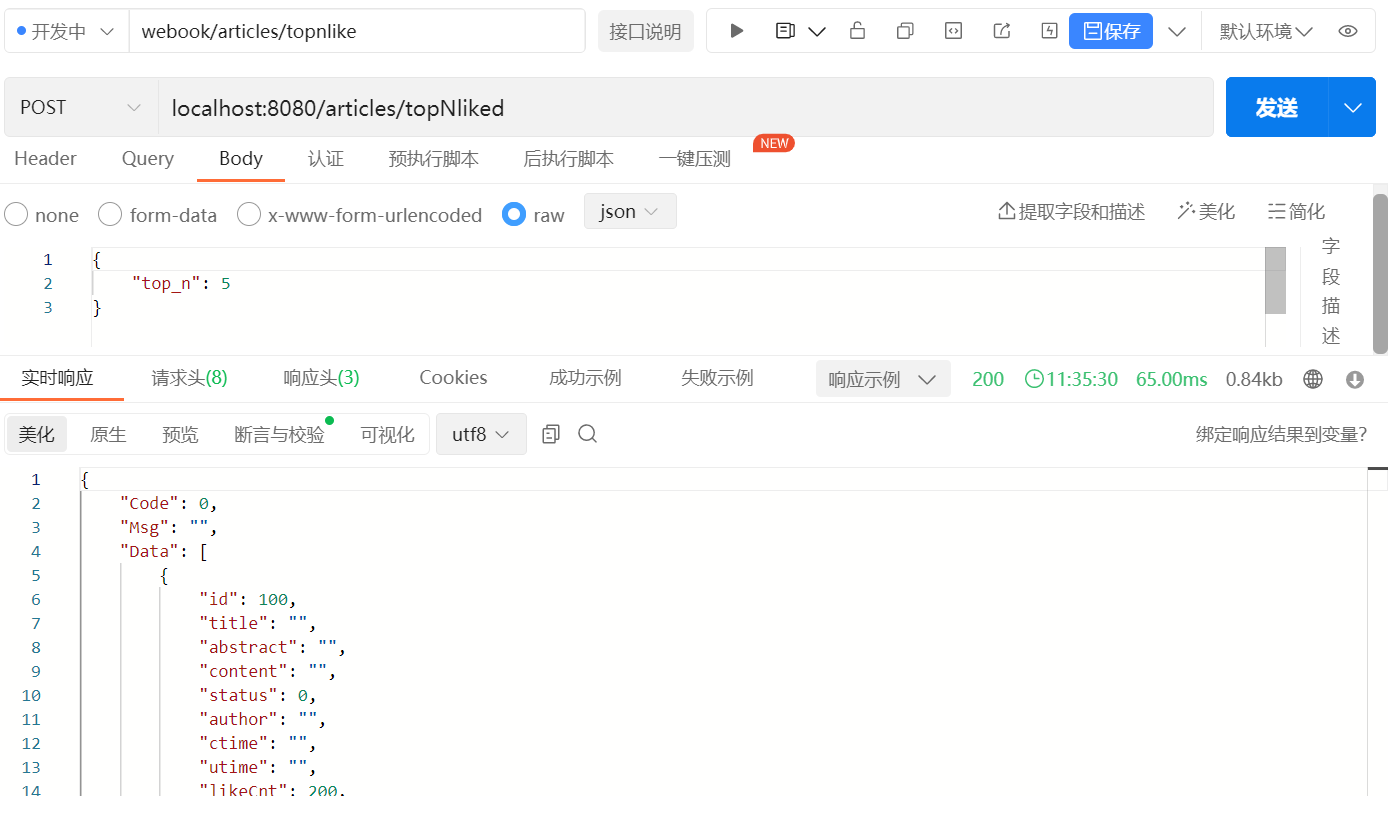 开发中 webook/articles/topnlike 接口说明 保存 默认环境
POST localhost:8080/articles/topNliked 发送
Header Query Body 认证 预执行脚本 后执行脚本 一键压测 NEW
none form-data x-www-form-urlencoded raw json 提取字段和描述 美化 简化
字段描述
1 {
2 "top_n": 5
3 }
实时响应 请求头(8) 响应头(3) Cookies 成功示例 失败示例 响应示例 200 11:35:30 65.00ms 0.84kb
美化 原生 预览 断言与校验 可视化 utf8 绑定响应结果到变量?
1 {
2 "Code": 0,
3 "Msg": "",
4 "Data": [
5 {
6 "id": 100,
7 "title": "",
8 "abstract": "",
9 "content": "",
10 "status": 0,
11 "author": "",
12 "ctime": "",
13 "utime": "",
14 "likeCnt": 200,